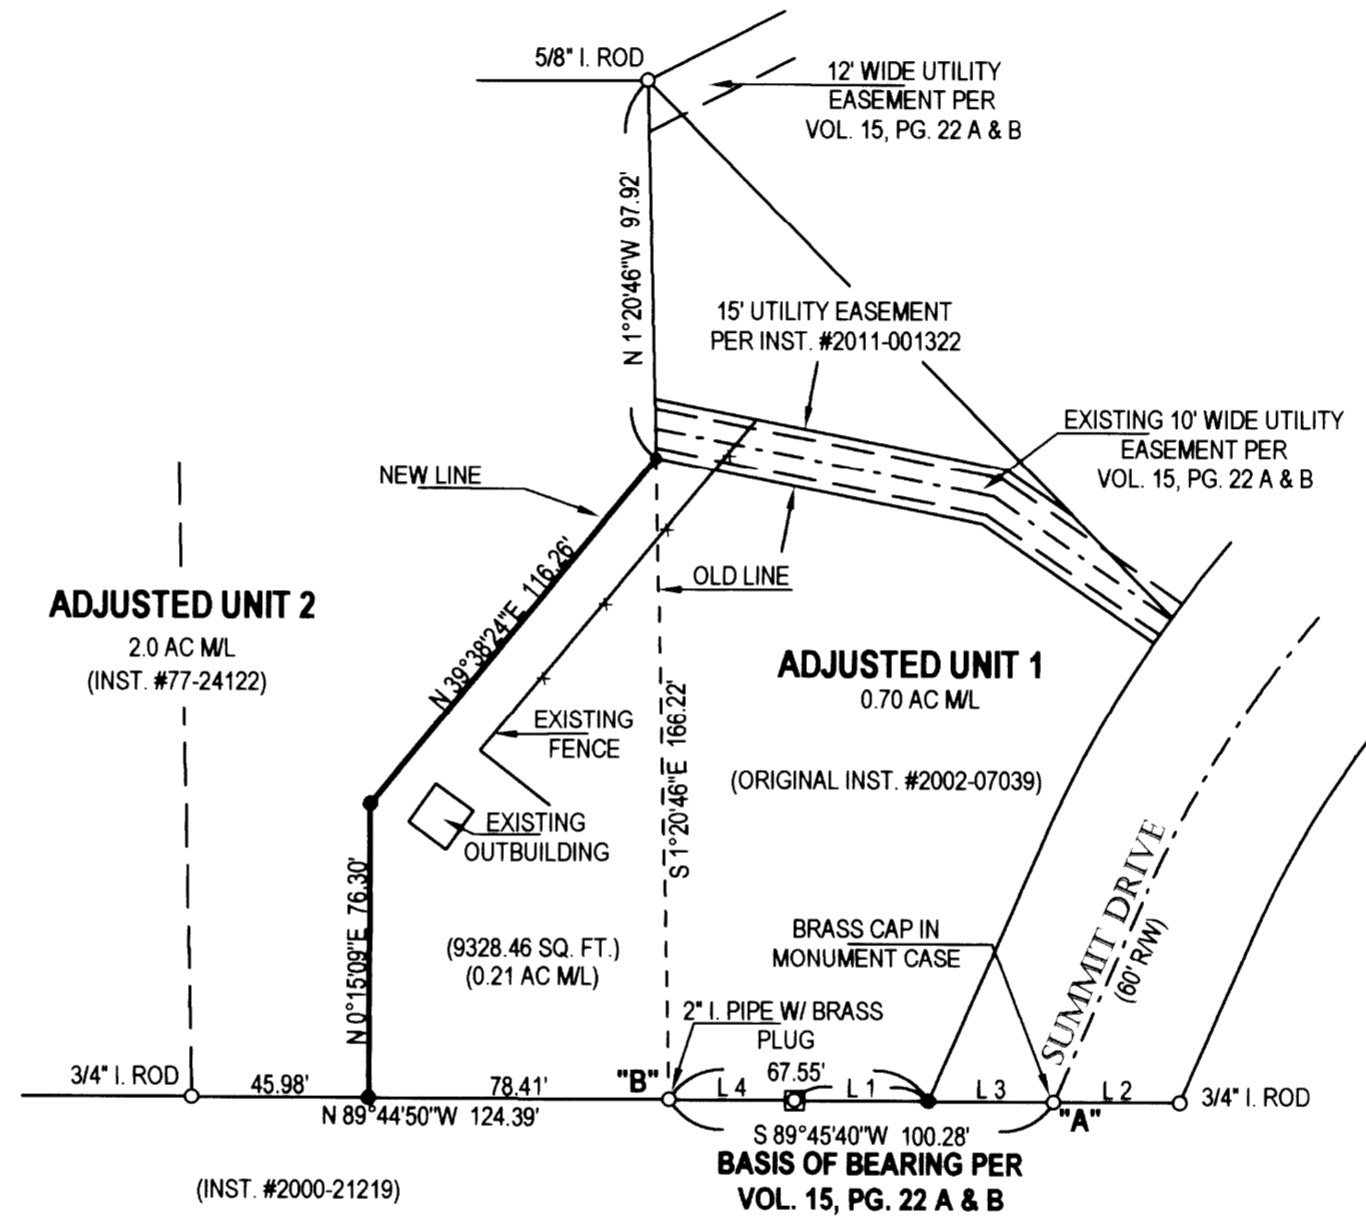 5/8" I. ROD
12' WIDE UTILITY
EASEMENT PER
VOL. 15, PG. 22 A & B
N 1°20'46"W 97.92'
15' UTILITY EASEMENT
PER INST. #2011-001322
EXISTING 10' WIDE UTILITY
EASEMENT PER
VOL. 15, PG. 22 A & B
NEW LINE
N 39°38'24"E 116.26'
OLD LINE
ADJUSTED UNIT 2
2.0 AC M/L
(INST. #77-24122)
ADJUSTED UNIT 1
0.70 AC M/L
(ORIGINAL INST. #2002-07039)
EXISTING
FENCE
S 1°20'46"E 166.22'
EXISTING
OUTBUILDING
N 0°15'09"E 76.30'
(9328.46 SQ. FT.)
(0.21 AC M/L)
BRASS CAP IN
MONUMENT CASE
SUMMIT DRIVE
(60' R/W)
2" I. PIPE W/ BRASS
PLUG
3/4" I. ROD
45.98'
78.41'
"B"
67.55'
L 4
L 1
L 3
"A"
L 2
3/4" I. ROD
N 89°44'50"W 124.39'
S 89°45'40"W 100.28'
BASIS OF BEARING PER
VOL. 15, PG. 22 A & B
(INST. #2000-21219)